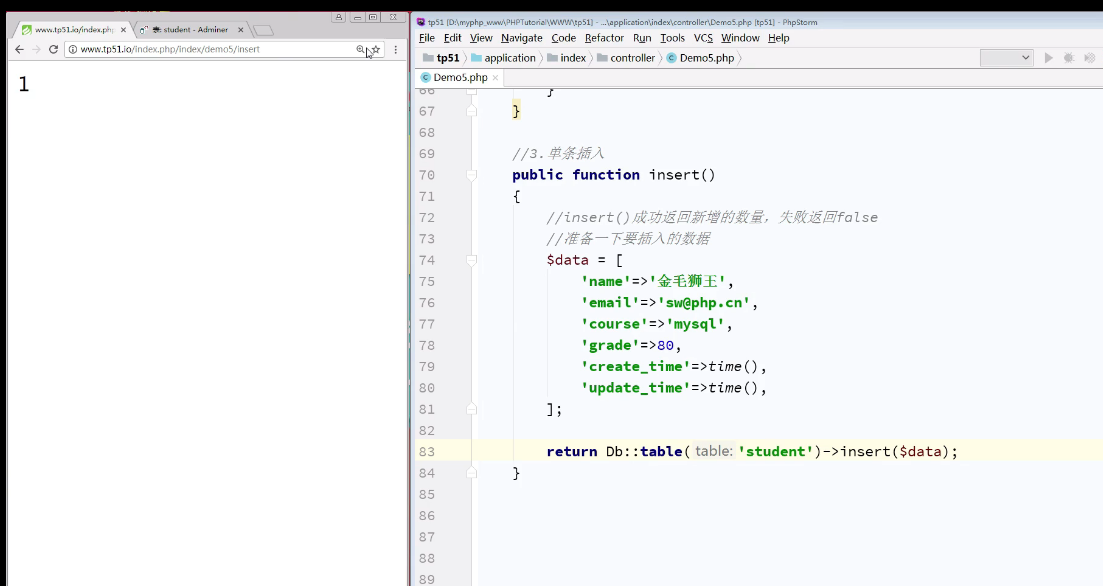 www.tp51.io/index.ph
student - Adminer
www.tp51.io/index.php/index/demo5/insert
1
tp51 [D:\myphp_www\PHPTutorial\WWW\tp51] - ...\application\index\controller\Demo5.php [tp51] - PhpStorm
File Edit View Navigate Code Refactor Run Tools VCS Window Help
tp51 application index controller Demo5.php
Demo5.php
66 }
67 }
68
69 //3.单条插入
70 public function insert()
71 {
72 //insert()成功返回新增的数量，失败返回false
73 //准备一下要插入的数据
74 $data = [
75 'name'=>'金毛狮王',
76 'email'=>'sw@php.cn',
77 'course'=>'mysql',
78 'grade'=>80,
79 'create_time'=>time(),
80 'update_time'=>time(),
81 ];
82
83 return Db::table( table: 'student')->insert($data);
84 }
85
86
87
88
89